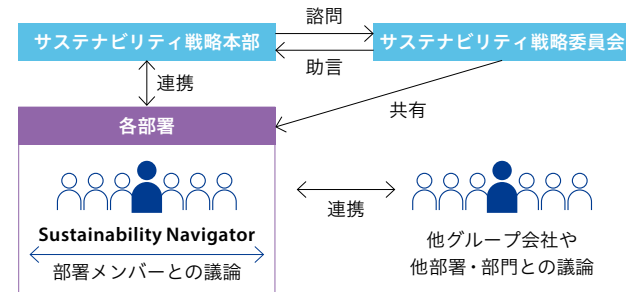 諮問
サステナビリティ戦略本部
サステナビリティ戦略委員会
助言
連携
共有
各部署
連携
Sustainability Navigator
部署メンバーとの議論
他グループ会社や
他部署・部門との議論